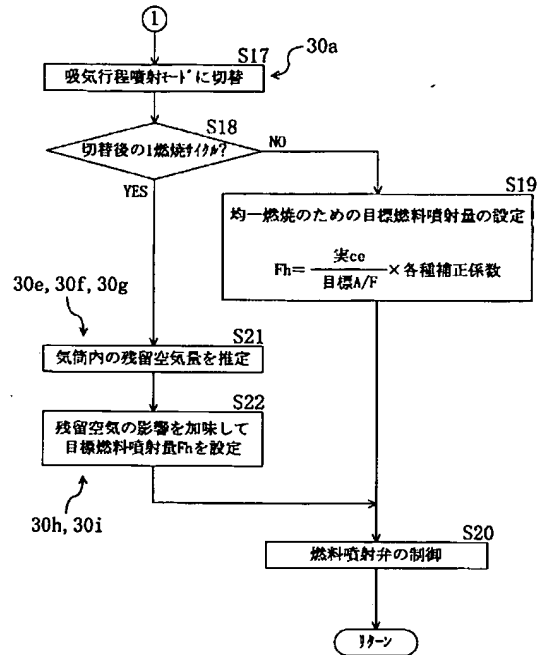 1
S17
30a
吸気行程噴射ﾓｰﾄﾞに切替
S18
切替後の1燃焼ｻｲｸﾙ?
NO
YES
S19
均一燃焼のための目標燃料噴射量の設定
Fh= 実ce / 目標A/F ×各種補正係数
30e, 30f, 30g
S21
気筒内の残留空気量を推定
S22
残留空気の影響を加味して
目標燃料噴射量Fhを設定
30h, 30i
S20
燃料噴射弁の制御
ﾘﾀｰﾝ